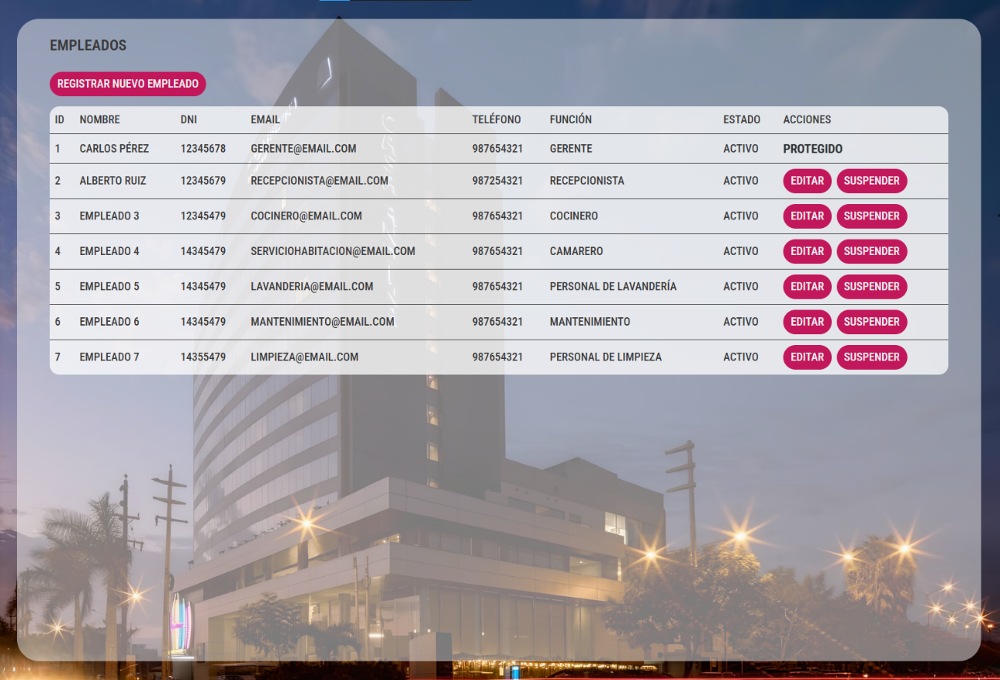 EMPLEADOS
REGISTRAR NUEVO EMPLEADO
ID NOMBRE DNI EMAIL TELÉFONO FUNCIÓN ESTADO ACCIONES
1 CARLOS PÉREZ 12345678 GERENTE@EMAIL.COM 987654321 GERENTE ACTIVO PROTEGIDO
2 ALBERTO RUIZ 12345679 RECEPCIONISTA@EMAIL.COM 987254321 RECEPCIONISTA ACTIVO EDITAR SUSPENDER
3 EMPLEADO 3 12345479 COCINERO@EMAIL.COM 987654321 COCINERO ACTIVO EDITAR SUSPENDER
4 EMPLEADO 4 14345479 SERVICIOHABITACION@EMAIL.COM 987654321 CAMARERO ACTIVO EDITAR SUSPENDER
5 EMPLEADO 5 14345479 LAVANDERIA@EMAIL.COM 987654321 PERSONAL DE LAVANDERÍA ACTIVO EDITAR SUSPENDER
6 EMPLEADO 6 14345479 MANTENIMIENTO@EMAIL.COM 987654321 MANTENIMIENTO ACTIVO EDITAR SUSPENDER
7 EMPLEADO 7 14355479 LIMPIEZA@EMAIL.COM 987654321 PERSONAL DE LIMPIEZA ACTIVO EDITAR SUSPENDER